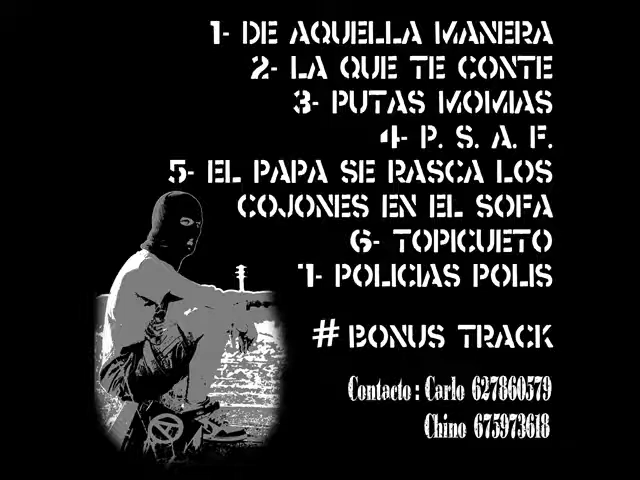 1- DE AQUELLA MANERA
2- LA QUE TE CONTE
3- PUTAS MOMIAS
4- P. S. A. F.
5- EL PAPA SE RASCA LOS
COJONES EN EL SOFA
6- TOPICUETO
7- POLICIAS POLIS
# BONUS TRACK
Contacto : Carlo 627860579
Chino 675973618